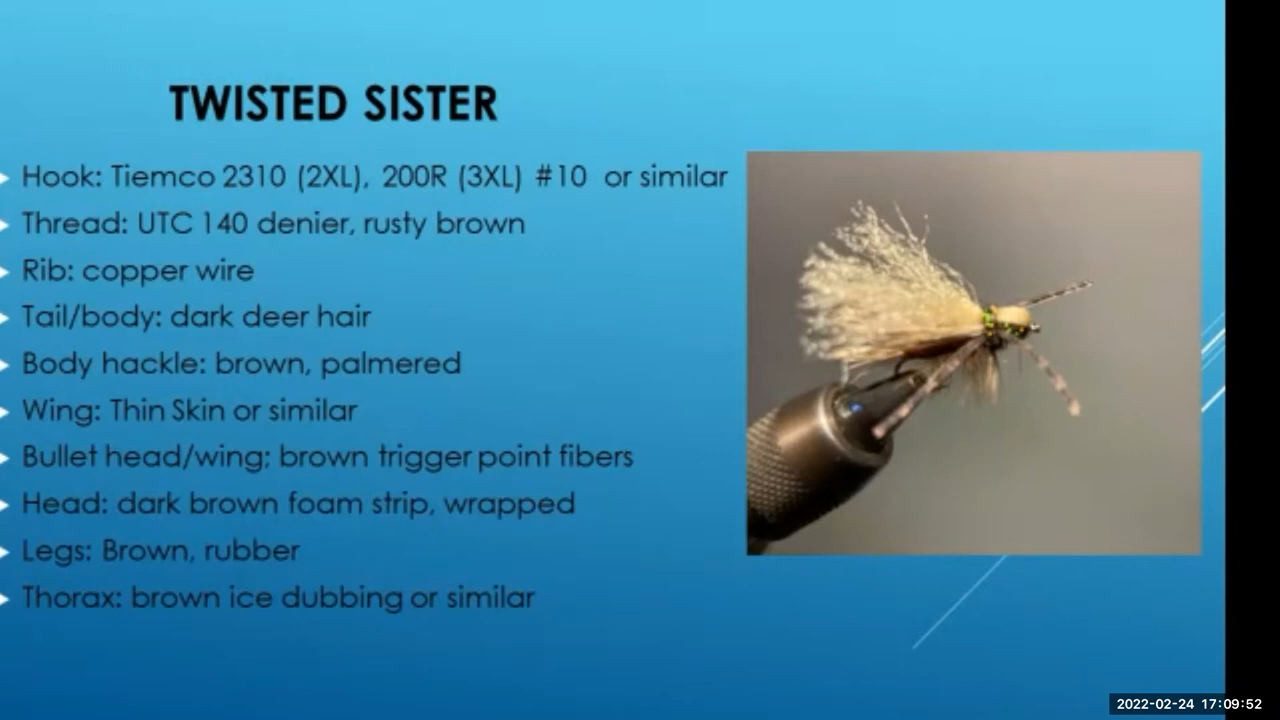 TWISTED SISTER
Hook: Tiemco 2310 (2XL), 200R (3XL) #10 or similar
Thread: UTC 140 denier, rusty brown
Rib: copper wire
Tail/body: dark deer hair
Body hackle: brown, palmered
Wing: Thin Skin or similar
Bullet head/wing; brown trigger point fibers
Head: dark brown foam strip, wrapped
Legs: Brown, rubber
Thorax: brown ice dubbing or similar
2022-02-24 17:09:52